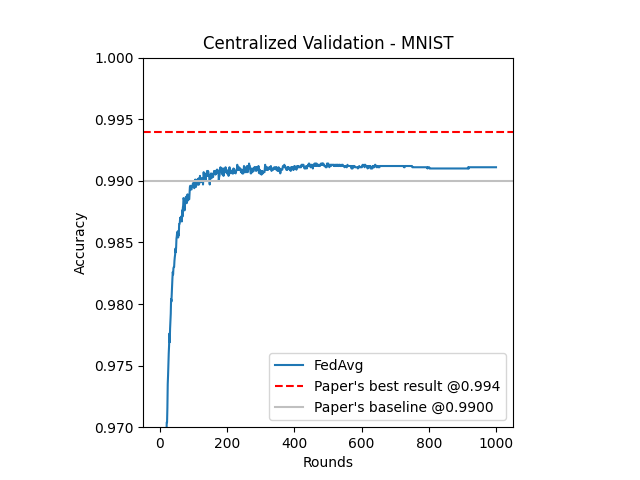 Centralized Validation - MNIST
1.000
0.995
0.990
0.985
0.980
0.975
0.970
Accuracy
FedAvg
Paper's best result @0.994
Paper's baseline @0.9900
0 200 400 600 800 1000
Rounds